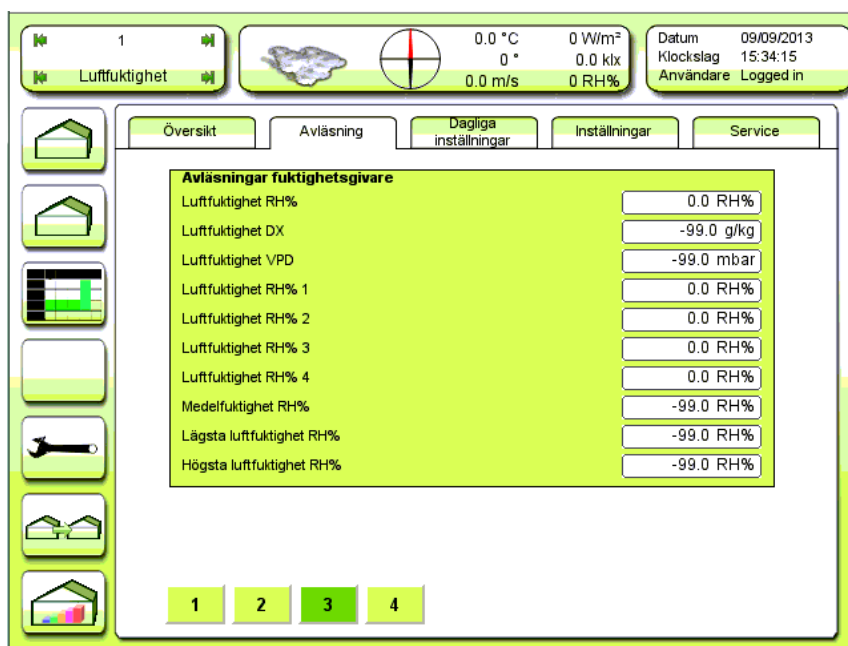 1
Luftfuktighet
0.0 °C 0 W/m²
0 ° 0.0 klx
0.0 m/s 0 RH%
Datum 09/09/2013
Klockslag 15:34:15
Användare Logged in
Översikt
Avläsning
Dagliga
inställningar
Inställningar
Service
Avläsningar fuktighetsgivare
Luftfuktighet RH% 0.0 RH%
Luftfuktighet DX -99.0 g/kg
Luftfuktighet VPD -99.0 mbar
Luftfuktighet RH% 1 0.0 RH%
Luftfuktighet RH% 2 0.0 RH%
Luftfuktighet RH% 3 0.0 RH%
Luftfuktighet RH% 4 0.0 RH%
Medelfuktighet RH% -99.0 RH%
Lägsta luftfuktighet RH% -99.0 RH%
Högsta luftfuktighet RH% -99.0 RH%
1 2 3 4